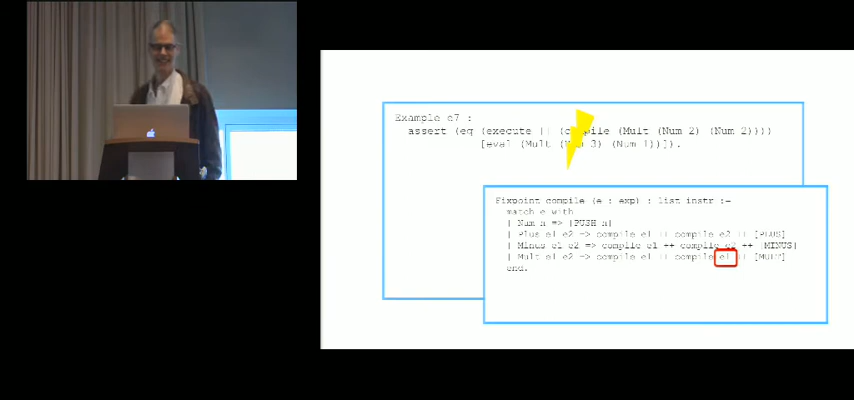 Example e7 :
assert (eq (execute [] (compile (Mult (Num 2) (Num 2))))
[eval (Mult (Num 3) (Num 1))]).
Fixpoint compile (e : exp) : list instr :=
match e with
| Num n => [PUSH n]
| Plus e1 e2 => compile e1 ++ compile e2 ++ [PLUS]
| Minus e1 e2 => compile e1 ++ compile e2 ++ [MINUS]
| Mult e1 e2 => compile e1 ++ compile e1 ++ [MULT]
end.